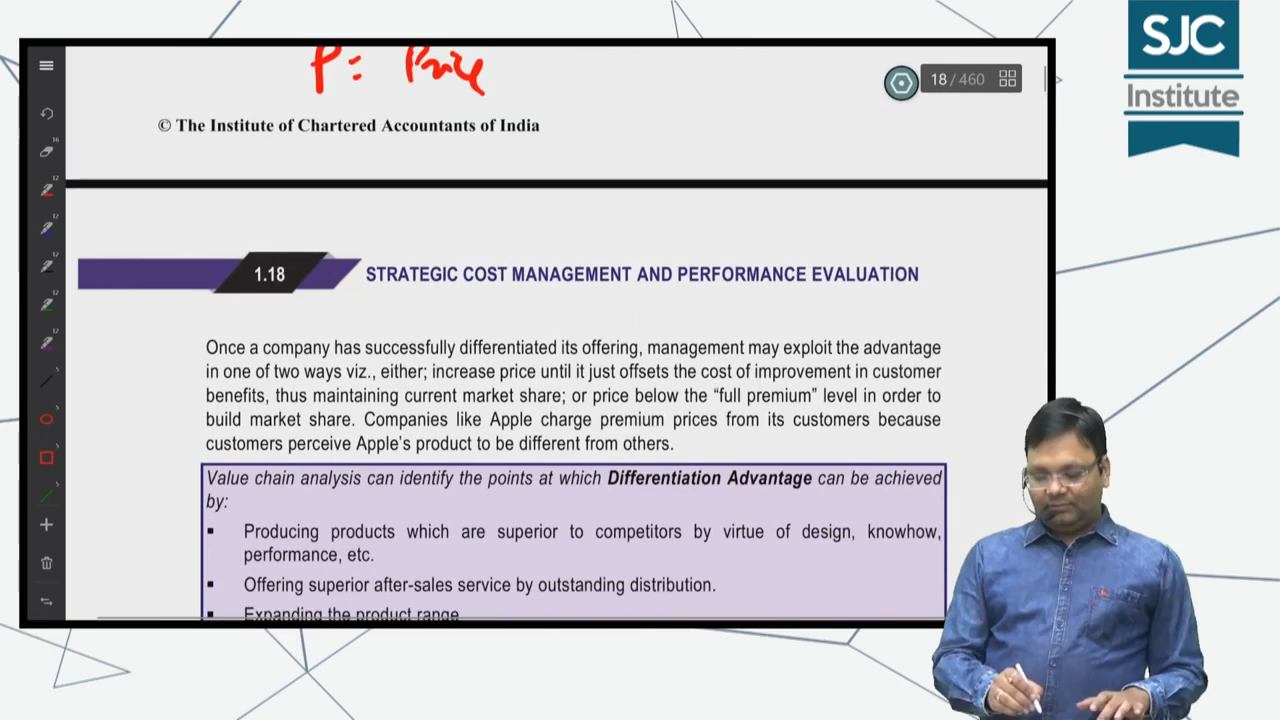 P = Price
18 / 460
SJC
Institute
© The Institute of Chartered Accountants of India
1.18 STRATEGIC COST MANAGEMENT AND PERFORMANCE EVALUATION
Once a company has successfully differentiated its offering, management may exploit the advantage
in one of two ways viz., either; increase price until it just offsets the cost of improvement in customer
benefits, thus maintaining current market share; or price below the “full premium” level in order to
build market share. Companies like Apple charge premium prices from its customers because
customers perceive Apple’s product to be different from others.
Value chain analysis can identify the points at which Differentiation Advantage can be achieved
by:
▪ Producing products which are superior to competitors by virtue of design, knowhow,
performance, etc.
▪ Offering superior after-sales service by outstanding distribution.
▪ Expanding the product range